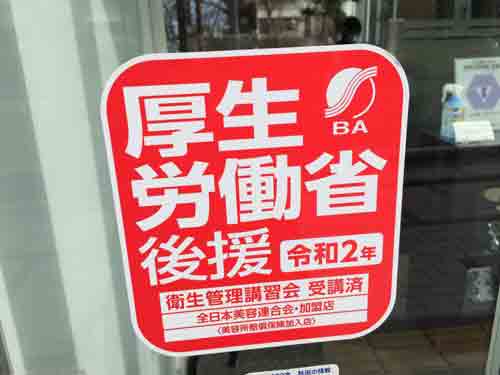 厚生
BA
労働省
後援 令和2年
衛生管理講習会 受講済
全日本美容連合会・加盟店
〈美容所賠償保険加入店〉